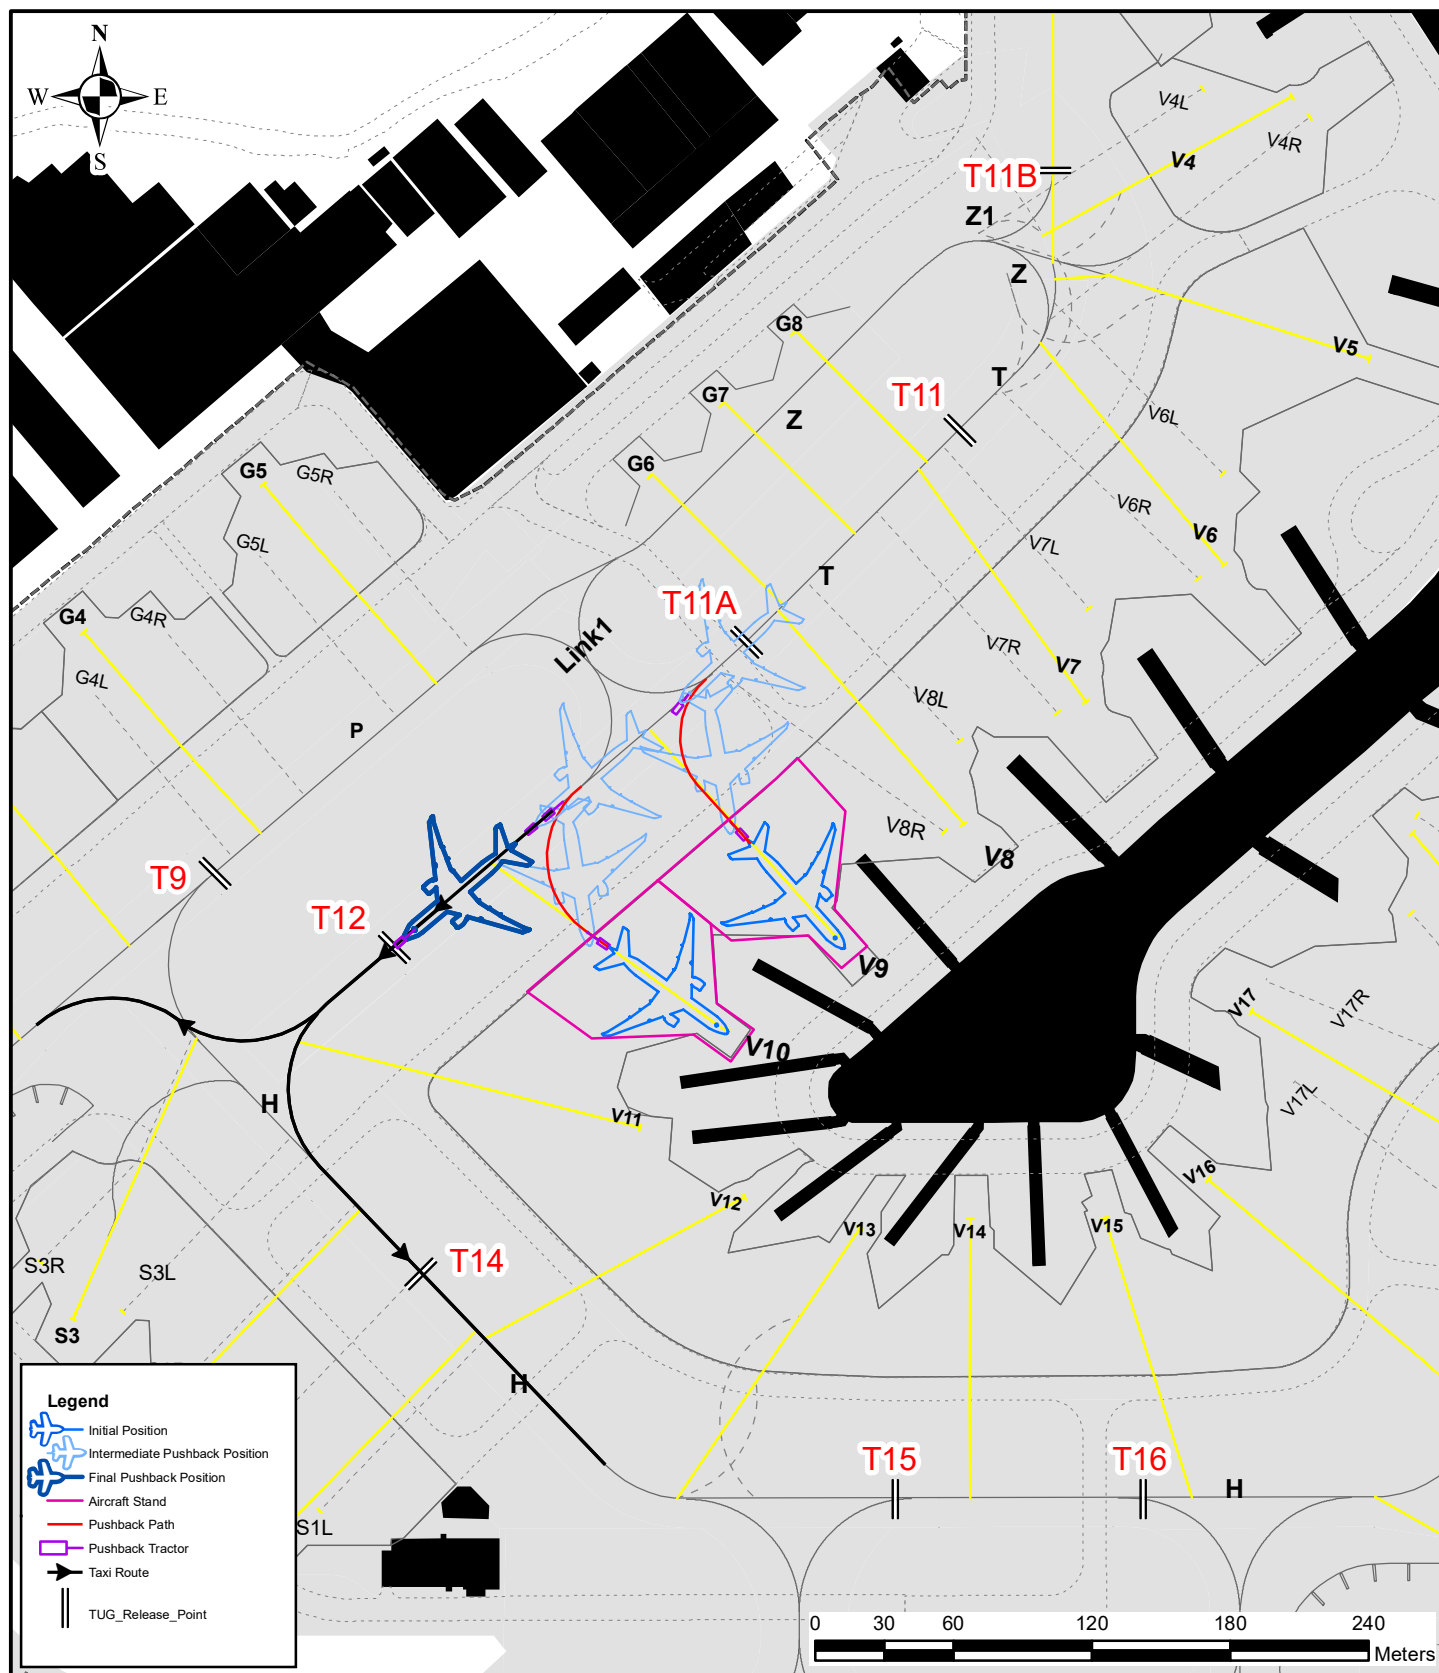 N
W E
S
V4L
V4R
V4
T11B
Z1
Z
V5
G8
T
T11
G7
Z
V6L
G6
V6R
V6
G5
G5R
G5L
V7L
T
T11A
Link1
V7R
V7
G4
G4R
G4L
V8L
P
V8R
V8
T9
T12
V9
V10
V17
V17R
V17L
H
V11
V12
V13
V14
V15
V16
T14
S3R
S3L
S3
H
T15
T16
H
S1L
Legend
Initial Position
Intermediate Pushback Position
Final Pushback Position
Aircraft Stand
Pushback Path
Pushback Tractor
Taxi Route
TUG_Release_Point
0 30 60 120 180 240
Meters